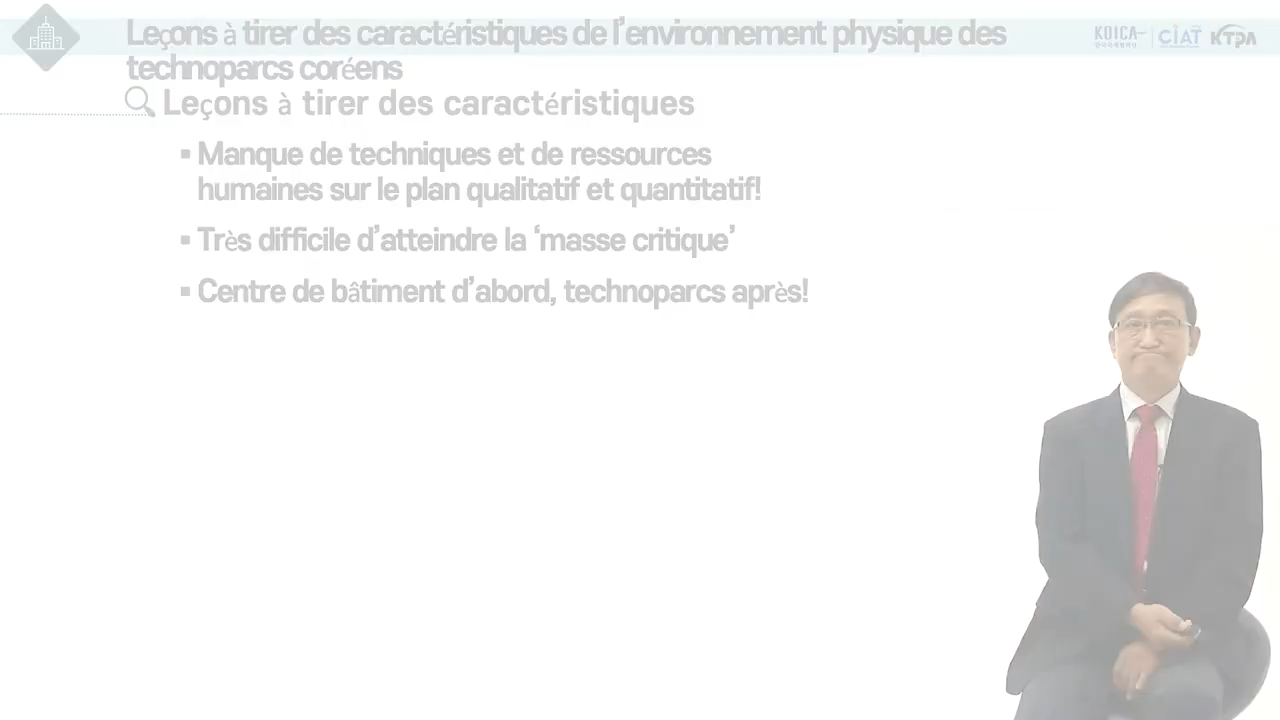 Leçons à tirer des caractéristiques de l’environnement physique des
technoparcs coréens
KOICA
CIAT
KTPA
Leçons à tirer des caractéristiques
▪ Manque de techniques et de ressources
humaines sur le plan qualitatif et quantitatif!
▪ Très difficile d’atteindre la ‘masse critique’
▪ Centre de bâtiment d’abord, technoparcs après!